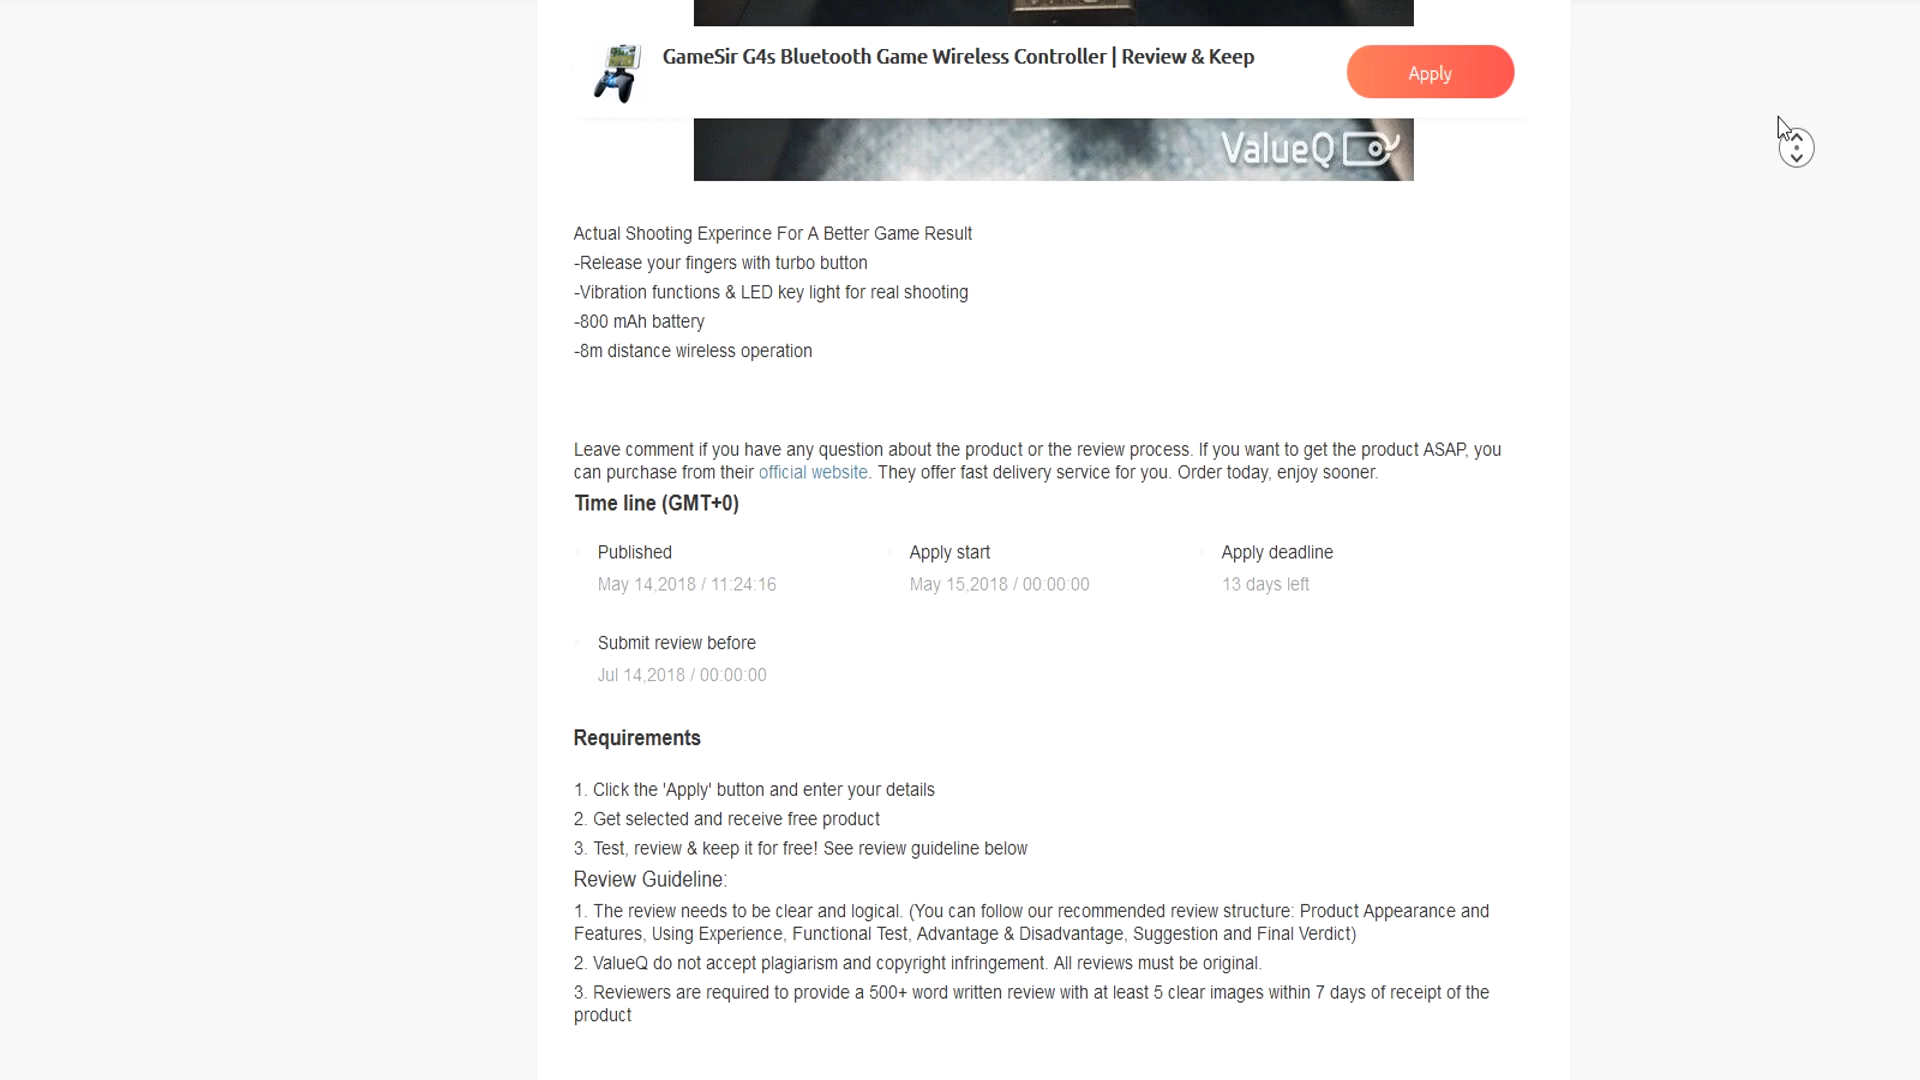 GameSir G4s Bluetooth Game Wireless Controller | Review & Keep
Apply
ValueQ
Actual Shooting Experince For A Better Game Result
-Release your fingers with turbo button
-Vibration functions & LED key light for real shooting
-800 mAh battery
-8m distance wireless operation
Leave comment if you have any question about the product or the review process. If you want to get the product ASAP, you
can purchase from their official website. They offer fast delivery service for you. Order today, enjoy sooner.
Time line (GMT+0)
Published
May 14,2018 / 11:24:16
Apply start
May 15,2018 / 00:00:00
Apply deadline
13 days left
Submit review before
Jul 14,2018 / 00:00:00
Requirements
1. Click the 'Apply' button and enter your details
2. Get selected and receive free product
3. Test, review & keep it for free! See review guideline below
Review Guideline:
1. The review needs to be clear and logical. (You can follow our recommended review structure: Product Appearance and
Features, Using Experience, Functional Test, Advantage & Disadvantage, Suggestion and Final Verdict)
2. ValueQ do not accept plagiarism and copyright infringement. All reviews must be original.
3. Reviewers are required to provide a 500+ word written review with at least 5 clear images within 7 days of receipt of the
product